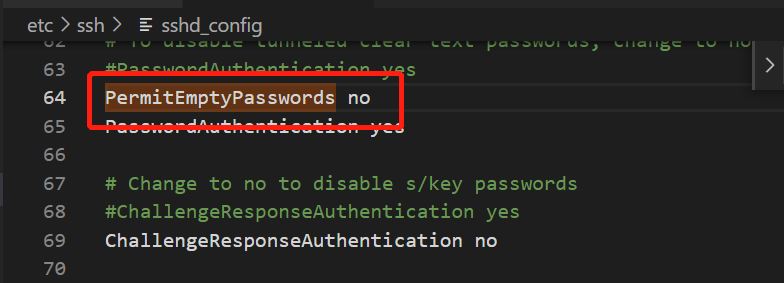 etc > ssh > sshd_config
62 # To disable tunneled clear text passwords, change to no
63 #PasswordAuthentication yes
64 PermitEmptyPasswords no
65 PasswordAuthentication yes
66
67 # Change to no to disable s/key passwords
68 #ChallengeResponseAuthentication yes
69 ChallengeResponseAuthentication no
70